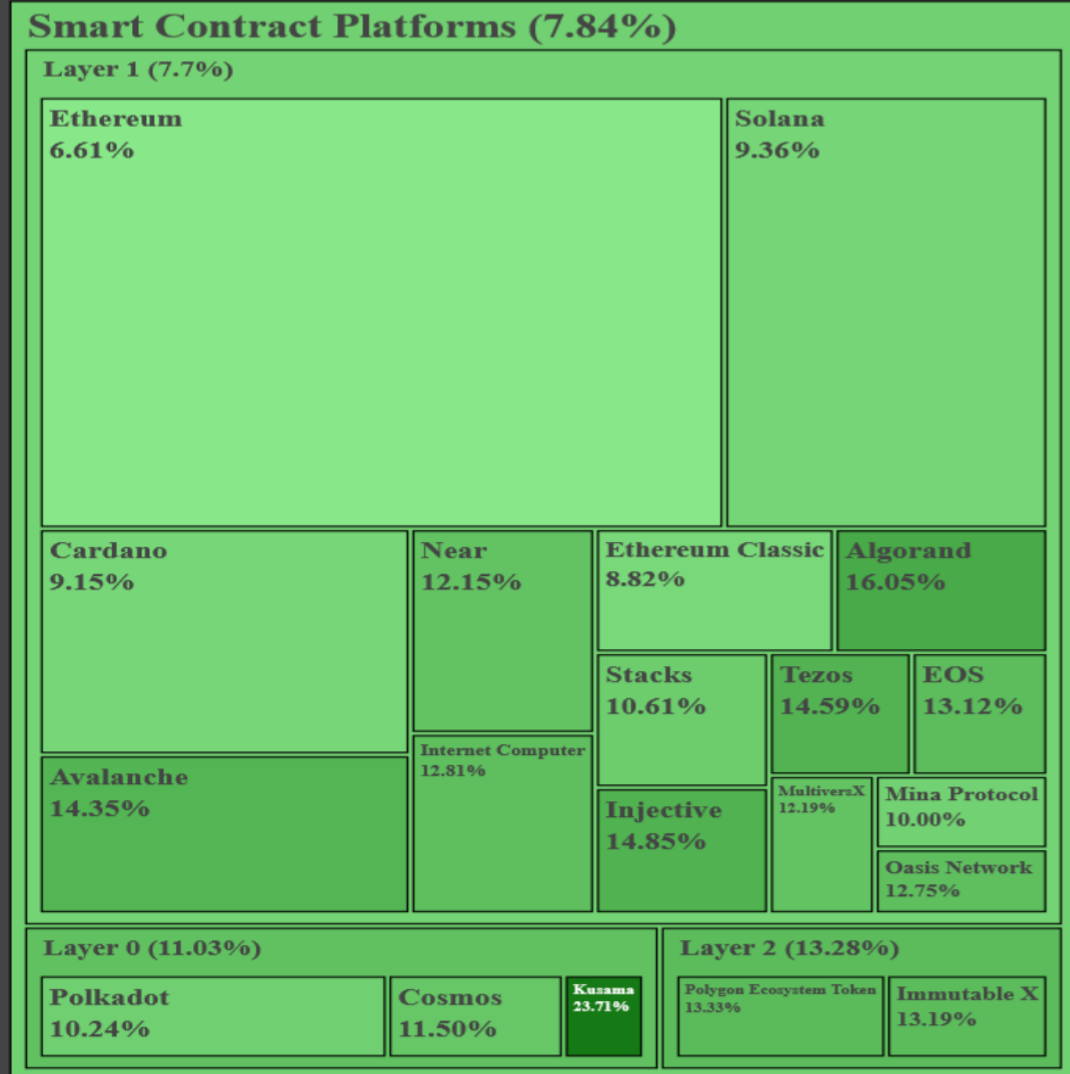 Smart Contract Platforms (7.84%)
Layer 1 (7.7%)
Ethereum
6.61%
Solana
9.36%
Cardano
9.15%
Near
12.15%
Ethereum Classic
8.82%
Algorand
16.05%
Stacks
10.61%
Tezos
14.59%
EOS
13.12%
Avalanche
14.35%
Internet Computer
12.81%
Injective
14.85%
MultiversX
12.19%
Mina Protocol
10.00%
Oasis Network
12.75%
Layer 0 (11.03%)
Polkadot
10.24%
Cosmos
11.50%
Kusama
23.71%
Layer 2 (13.28%)
Polygon Ecosystem Token
13.33%
Immutable X
13.19%